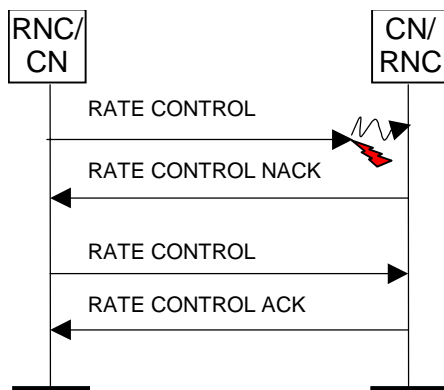 RNC/
CN
CN/
RNC
RATE CONTROL
RATE CONTROL NACK
RATE CONTROL
RATE CONTROL ACK